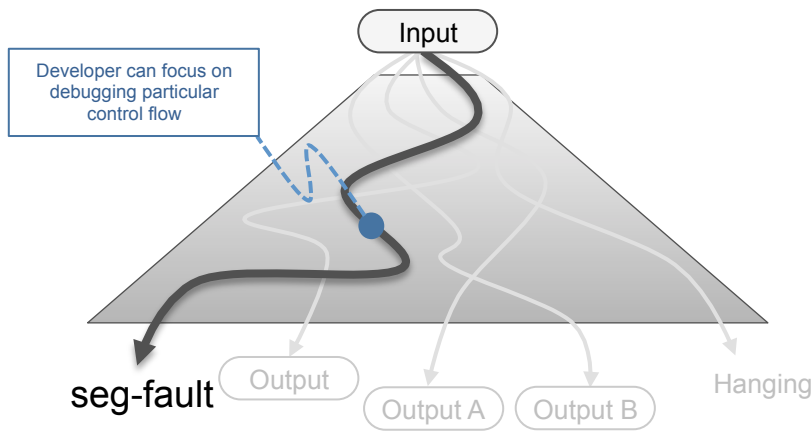 Input
Developer can focus on
debugging particular
control flow
seg-fault
Output
Output A
Output B
Hanging